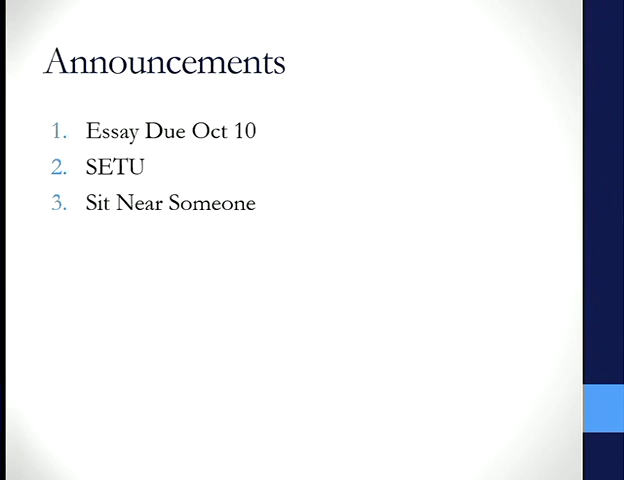 Announcements
1. Essay Due Oct 10
2. SETU
3. Sit Near Someone